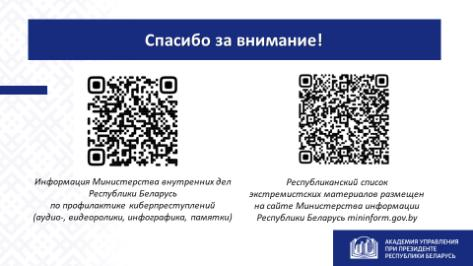 Спасибо за внимание!
Информация Министерства внутренних дел
Республики Беларусь
по профилактике киберпреступлений
(аудио-, видеоролики, инфографика, памятки)
Республиканский список
экстремистских материалов размещен
на сайте Министерства информации
Республики Беларусь mininform.gov.by
АКАДЕМИЯ УПРАВЛЕНИЯ
ПРИ ПРЕЗИДЕНТЕ
РЕСПУБЛИКИ БЕЛАРУСЬ